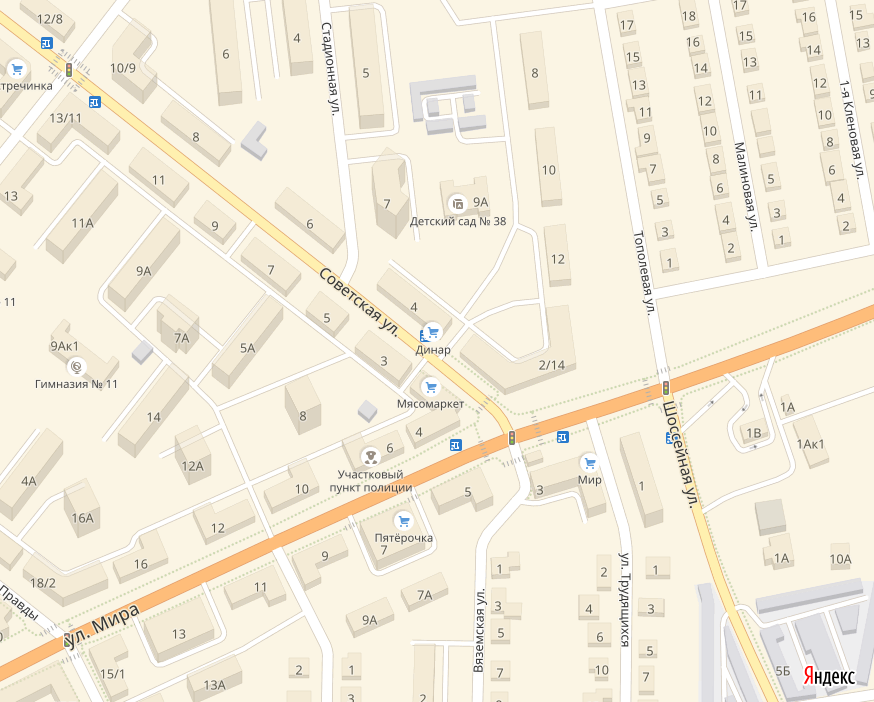 12/8
6
4
Стадионная ул.
5
8
17
18
17
16
15
10/9
стречинка
13/11
8
15
16
15
14
13
13
14
13
12
11
12
11
10
1-я Кленовая ул.
9
10
8
7
8
Малиновая ул.
5
6
6
5
4
4
3
3
2
2
1
1
10
11
13
11А
9
6
7
9А
Детский сад № 38
12
Тополевая ул.
9А
7
Советская ул.
11
5
4
7А
5А
3
Динар
2/14
9Ак1
Гимназия № 11
14
8
Мясомаркет
4
6
Участковый
пункт полиции
Шоссейная ул.
1А
1В
1Ак1
12А
4А
16А
10
12
5
3
Мир
1
Пятёрочка
7
16
18/2
9
11
1А
10А
Правды
ул. Мира
13
9А
7А
1
3
5
7
Вяземская ул.
2
4
6
10
ул. Трудящихся
1
3
5
7
15/1
13А
2
1
3
2
5Б
Яндекс